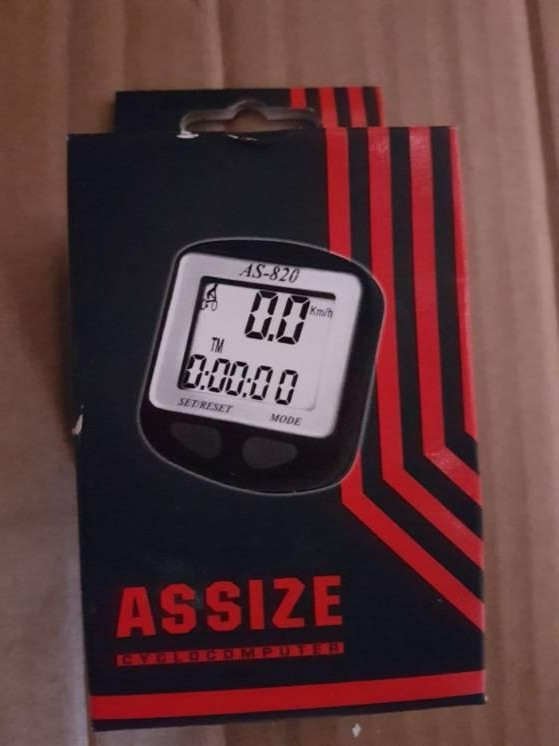 AS-820
0.0 Km/h
TM
0:00:00
SET/RESET
MODE
ASSIZE
CYCLOCOMPUTER